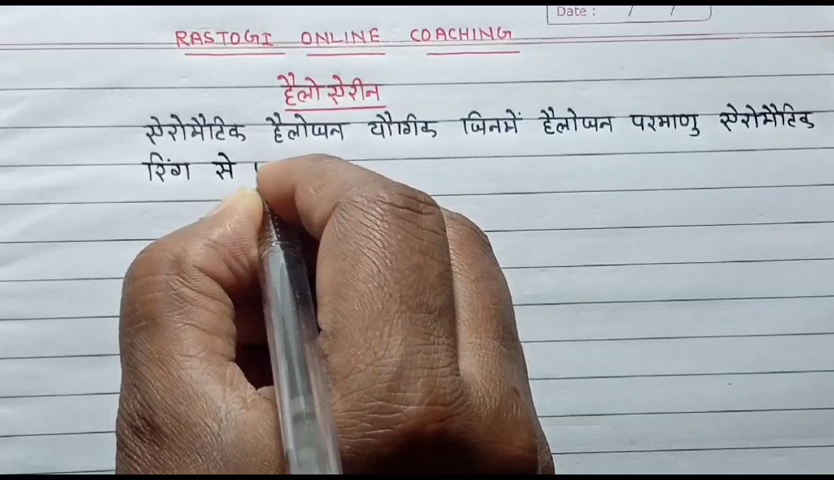 Date : / /
RASTOGI ONLINE COACHING
हैलोऐरीन
ऐरोमैटिक हैलोजन यौगिक जिनमें हैलोजन परमाणु ऐरोमैटिक
रिंग से